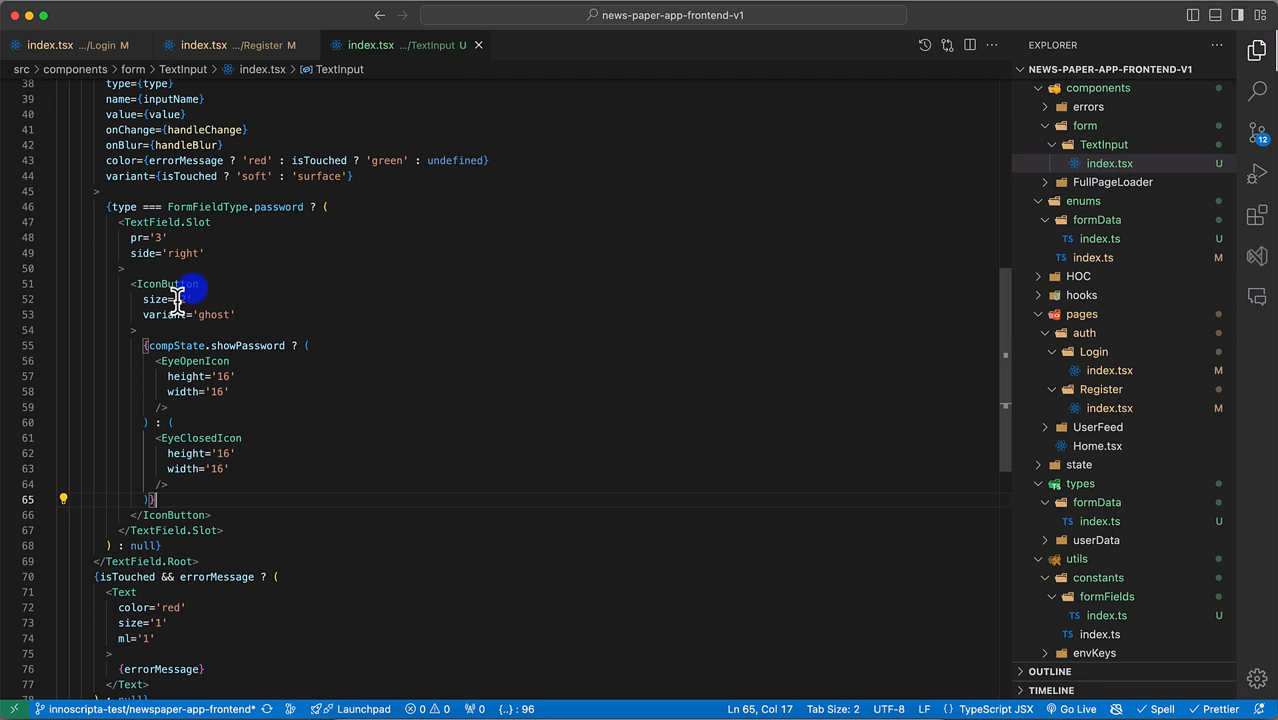 news-paper-app-frontend-v1
index.tsx .../Login M
index.tsx .../Register M
index.tsx .../TextInput U
src > components > form > TextInput > index.tsx > TextInput
38 type={type}
39 name={inputName}
40 value={value}
41 onChange={handleChange}
42 onBlur={handleBlur}
43 color={errorMessage ? 'red' : isTouched ? 'green' : undefined}
44 variant={isTouched ? 'soft' : 'surface'}
45 >
46 {type === FormFieldType.password ? (
47 <TextField.Slot
48 pr='3'
49 side='right'
50 >
51 <IconButton
52 size='2'
53 variant='ghost'
54 >
55 {compState.showPassword ? (
56 <EyeOpenIcon
57 height='16'
58 width='16'
59 />
60 ) : (
61 <EyeClosedIcon
62 height='16'
63 width='16'
64 />
65 )}
66 </IconButton>
67 </TextField.Slot>
68 ) : null}
69 </TextField.Root>
70 {isTouched && errorMessage ? (
71 <Text
72 color='red'
73 size='1'
74 ml='1'
75 >
76 {errorMessage}
77 </Text>
78 ) : null}
EXPLORER
NEWS-PAPER-APP-FRONTEND-V1
components
errors
form
TextInput
index.tsx U
FullPageLoader
enums
formData
index.ts U
index.ts M
HOC
hooks
pages
auth
Login
index.tsx M
Register
index.tsx M
UserFeed
Home.tsx
state
types
formData
index.ts U
userData
utils
constants
formFields
index.ts U
index.ts
envKeys
OUTLINE
TIMELINE
12
innoscripta-test/newspaper-app-frontend*
Launchpad
0 0
0
{..} : 96
Ln 65, Col 17
Tab Size: 2
UTF-8
LF
{} TypeScript JSX
Go Live
Spell
Prettier